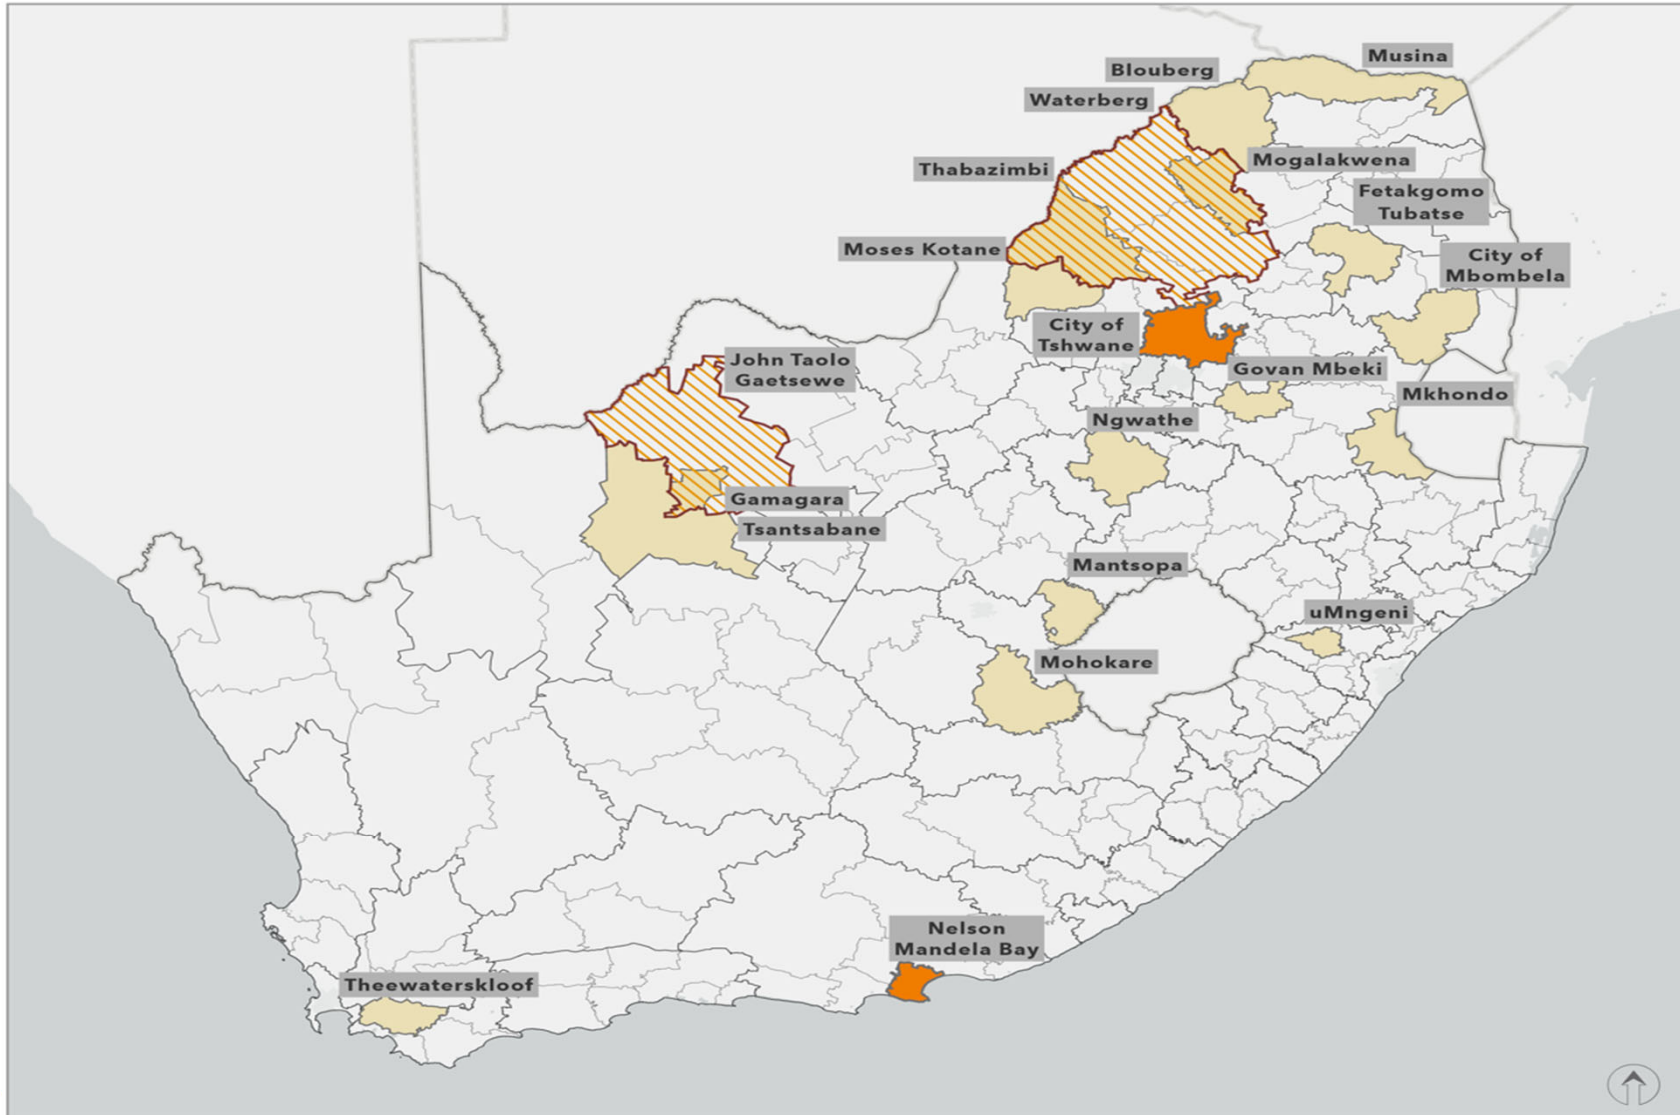 Musina
Blouberg
Waterberg
Mogalakwena
Thabazimbi
Fetakgomo
Tubatse
Moses Kotane
City of
Mbombela
City of
Tshwane
John Taolo
Gaetsewe
Govan Mbeki
Mkhondo
Ngwathe
Gamagara
Tsantsabane
Mantsopa
uMngeni
Mohokare
Nelson
Mandela Bay
Theewaterskloof